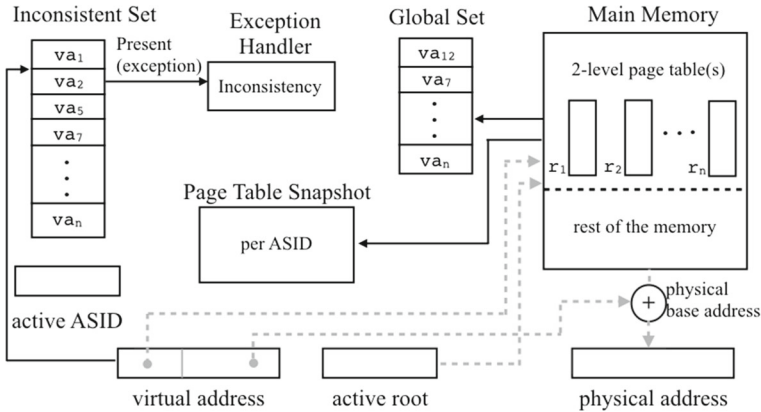 Inconsistent Set
va1
va2
va5
va7
van
Present
(exception)
Exception
Handler
Inconsistency
Global Set
va12
va7
van
Main Memory
2-level page table(s)
r1
r2
rn
rest of the memory
Page Table Snapshot
per ASID
active ASID
+
physical
base address
virtual address
active root
physical address